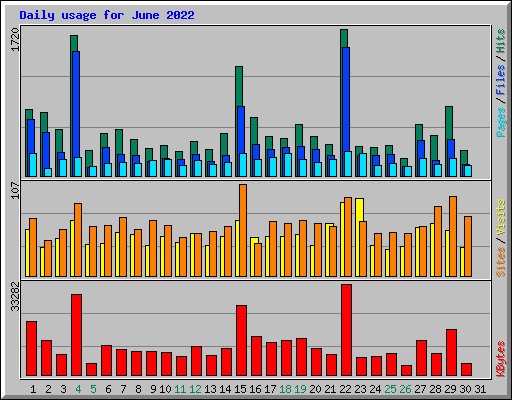 Daily usage for June 2022
1720
Pages / Files / Hits
107
Sites / Visits
33282
KBytes
1 2 3 4 5 6 7 8 9 10 11 12 13 14 15 16 17 18 19 20 21 22 23 24 25 26 27 28 29 30 31